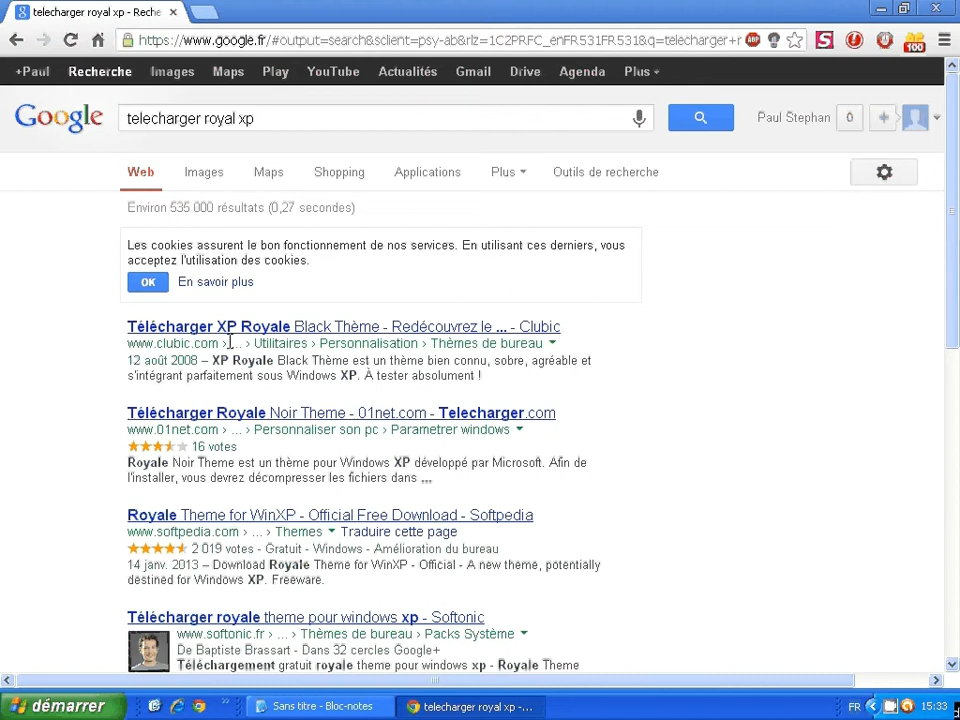 telecharger royal xp - Reche
https://www.google.fr/#output=search&sclient=psy-ab&rlz=1C2PRFC_enFR531FR531&q=telecharger+r
ABP
S
100
+Paul Recherche Images Maps Play YouTube Actualités Gmail Drive Agenda Plus
Google
telecharger royal xp
Paul Stephan 0 +
Web Images Maps Shopping Applications Plus Outils de recherche
Environ 535 000 résultats (0,27 secondes)
Les cookies assurent le bon fonctionnement de nos services. En utilisant ces derniers, vous
acceptez l'utilisation des cookies.
OK En savoir plus
Télécharger XP Royale Black Thème - Redécouvrez le ... - Clubic
www.clubic.com › ... › Utilitaires › Personnalisation › Thèmes de bureau
12 août 2008 – XP Royale Black Thème est un thème bien connu, sobre, agréable et
s'intégrant parfaitement sous Windows XP. À tester absolument !
Télécharger Royale Noir Theme - 01net.com - Telecharger.com
www.01net.com › ... › Personnaliser son pc › Parametrer windows
16 votes
Royale Noir Theme est un thème pour Windows XP développé par Microsoft. Afin de
l'installer, vous devrez décompresser les fichiers dans ...
Royale Theme for WinXP - Official Free Download - Softpedia
www.softpedia.com › ... › Themes Traduire cette page
2 019 votes - Gratuit - Windows - Amélioration du bureau
14 janv. 2013 – Download Royale Theme for WinXP - Official - A new theme, potentially
destined for Windows XP. Freeware.
Télécharger royale theme pour windows xp - Softonic
www.softonic.fr › ... › Thèmes de bureau › Packs Système
De Baptiste Brassart - Dans 32 cercles Google+
Téléchargement gratuit royale theme pour windows xp - Royale Theme
démarrer
Sans titre - Bloc-notes
telecharger royal xp -...
FR
15:33